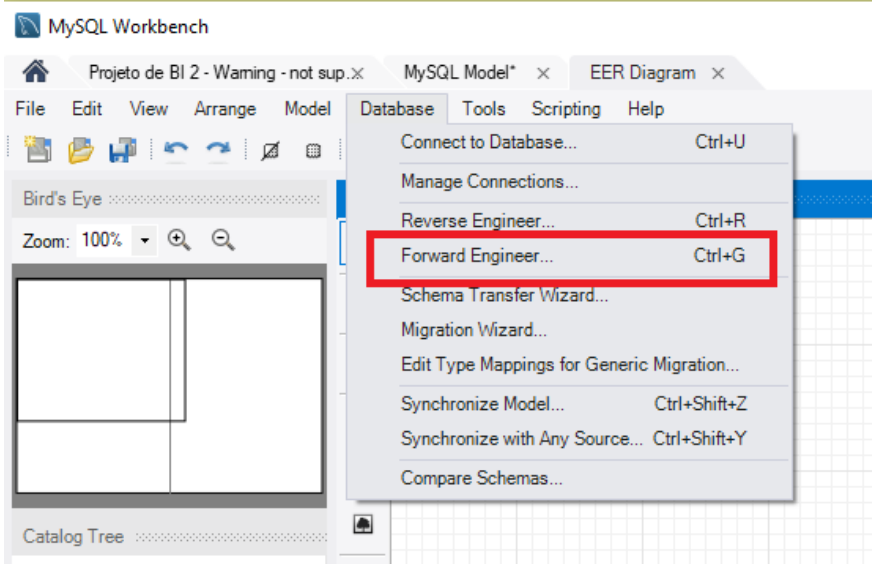 MySQL Workbench
Projeto de BI 2 - Warning - not sup. MySQL Model* EER Diagram
File Edit View Arrange Model Database Tools Scripting Help
Connect to Database... Ctrl+U
Manage Connections...
Bird's Eye
Reverse Engineer... Ctrl+R
Zoom: 100%
Forward Engineer... Ctrl+G
Schema Transfer Wizard...
Migration Wizard...
Edit Type Mappings for Generic Migration...
Synchronize Model... Ctrl+Shift+Z
Synchronize with Any Source... Ctrl+Shift+Y
Compare Schemas...
Catalog Tree